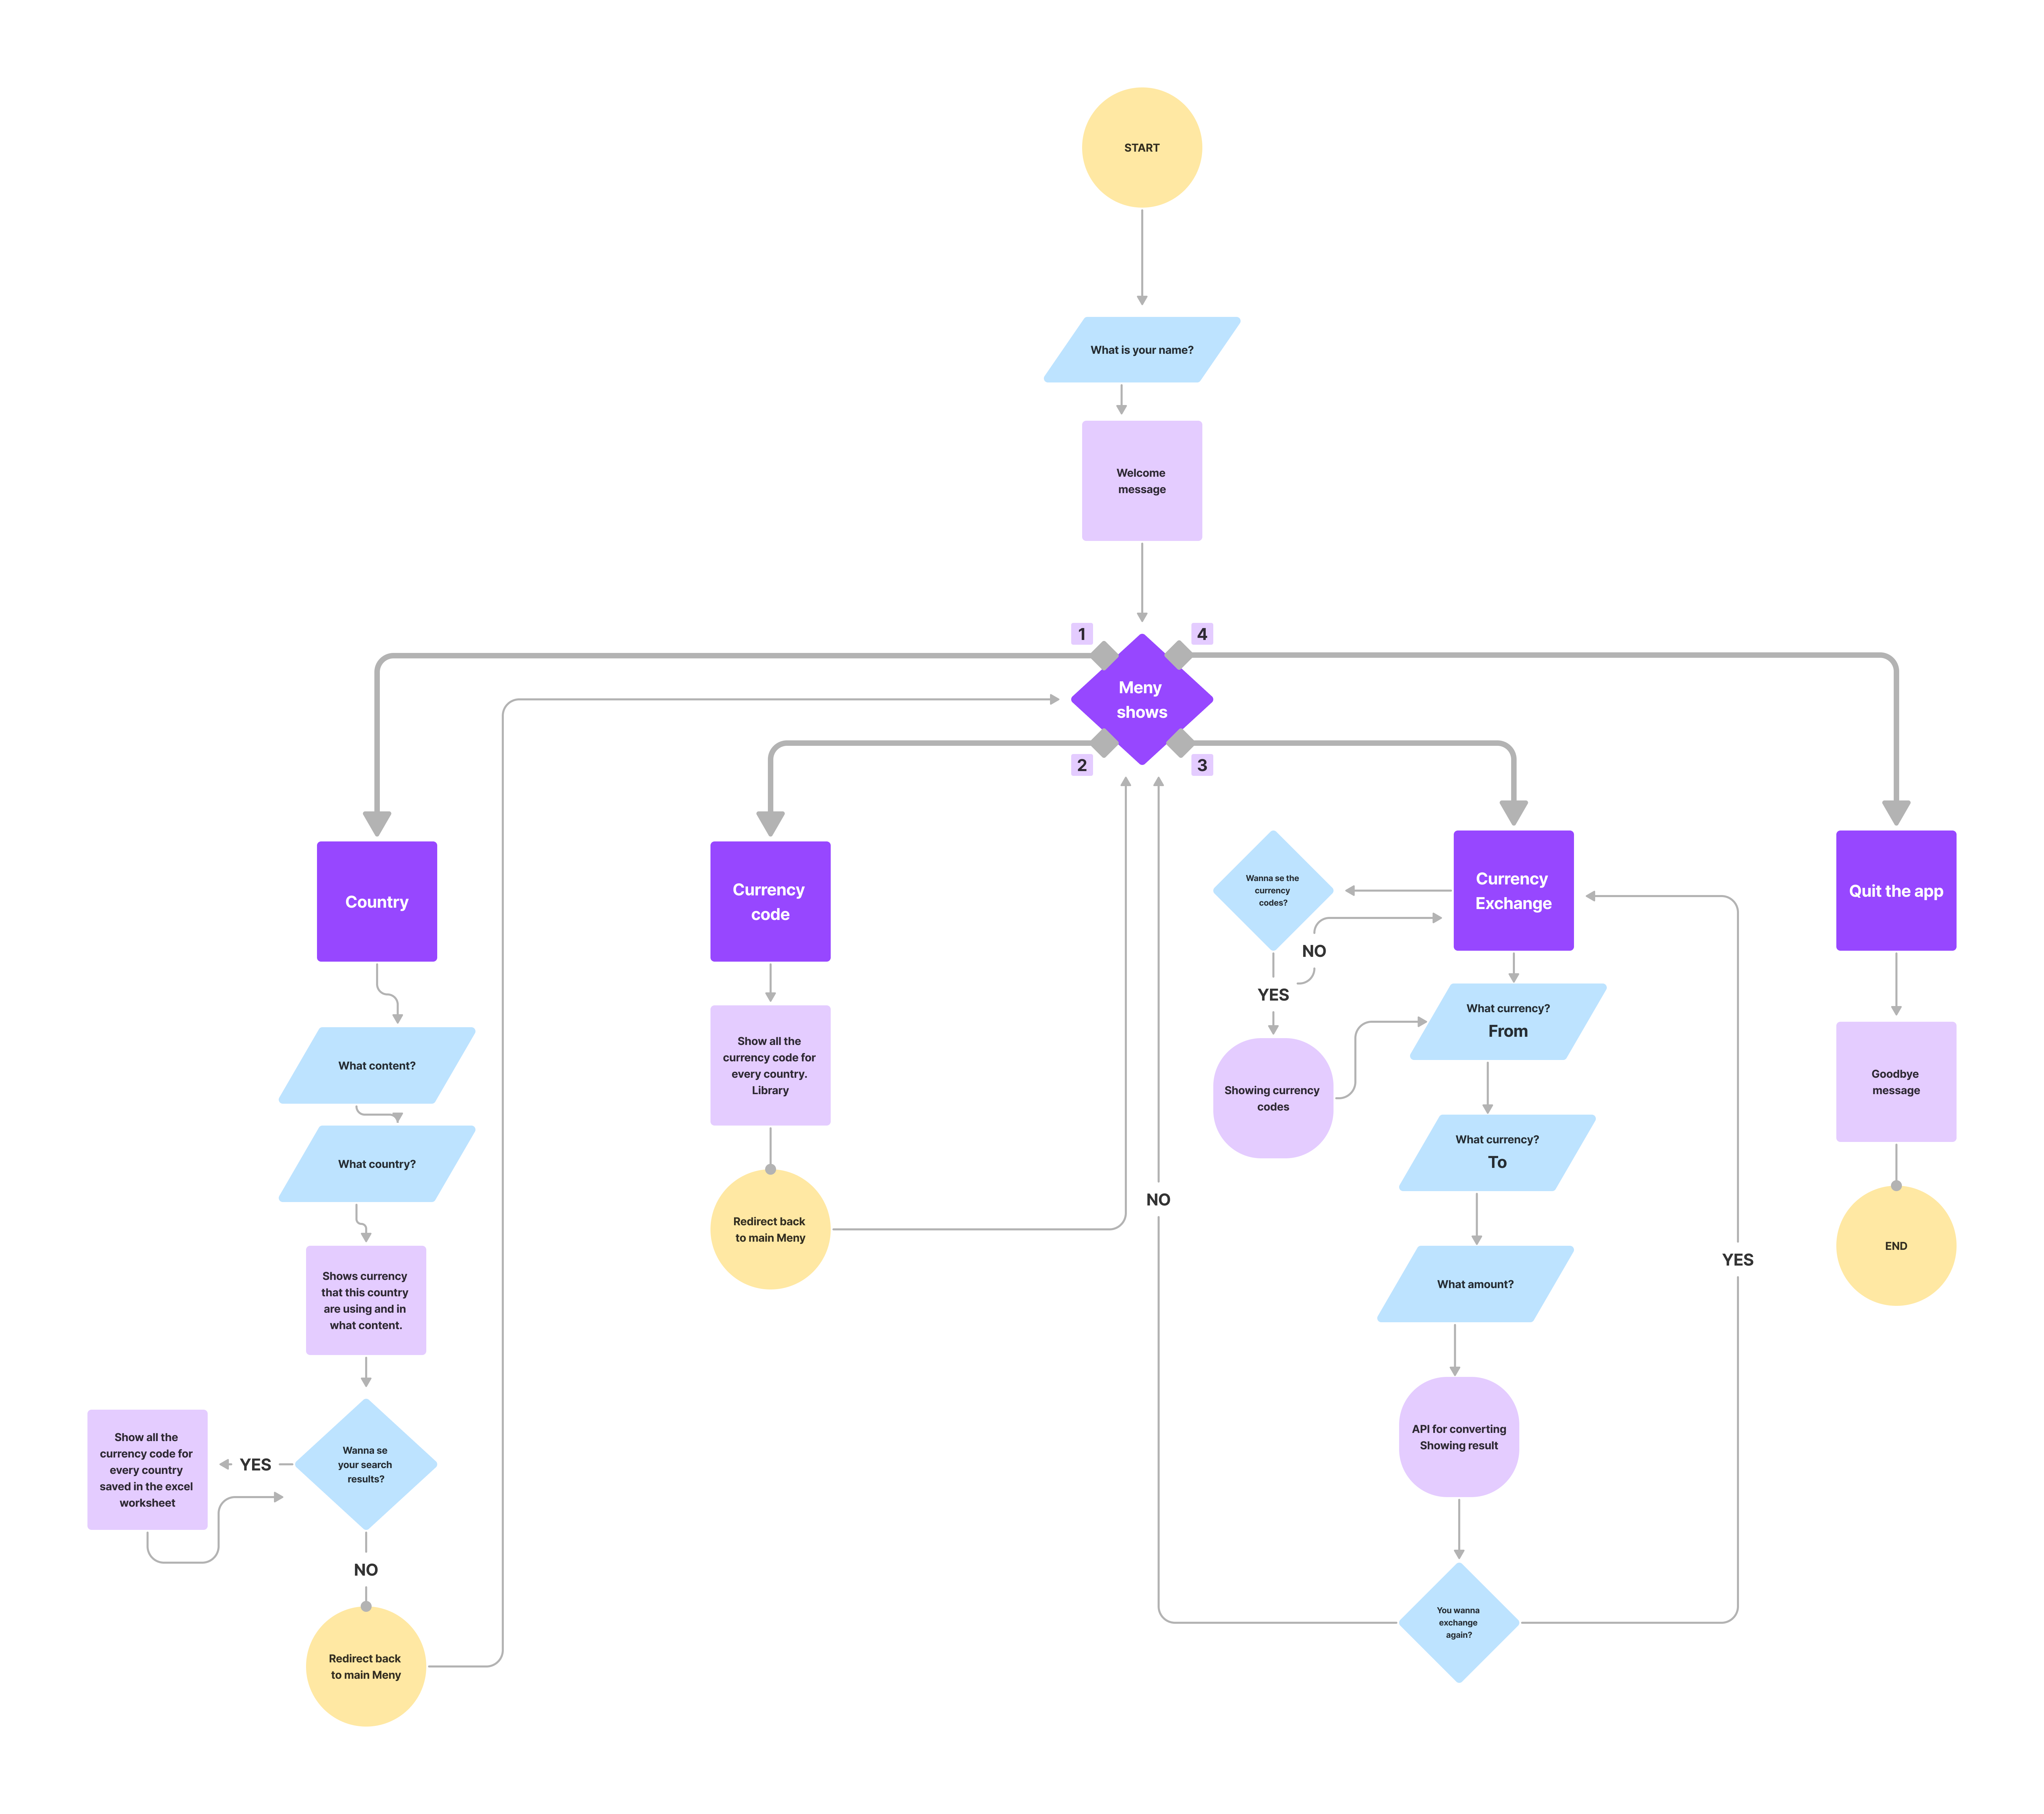 START
What is your name?
Welcome
message
1
4
Meny
shows
2
3
Country
What content?
What country?
Shows currency
that this country
are using and in
what content.
Wanna se
your search
results?
YES
Show all the
currency code for
every country
saved in the excel
worksheet
NO
Redirect back
to main Meny
Currency
code
Show all the
currency code for
every country.
Library
Redirect back
to main Meny
Currency
Exchange
Wanna se the
currency
codes?
NO
YES
Showing currency
codes
What currency?
From
What currency?
To
What amount?
API for converting
Showing result
You wanna
exchange
again?
NO
YES
Quit the app
Goodbye
message
END